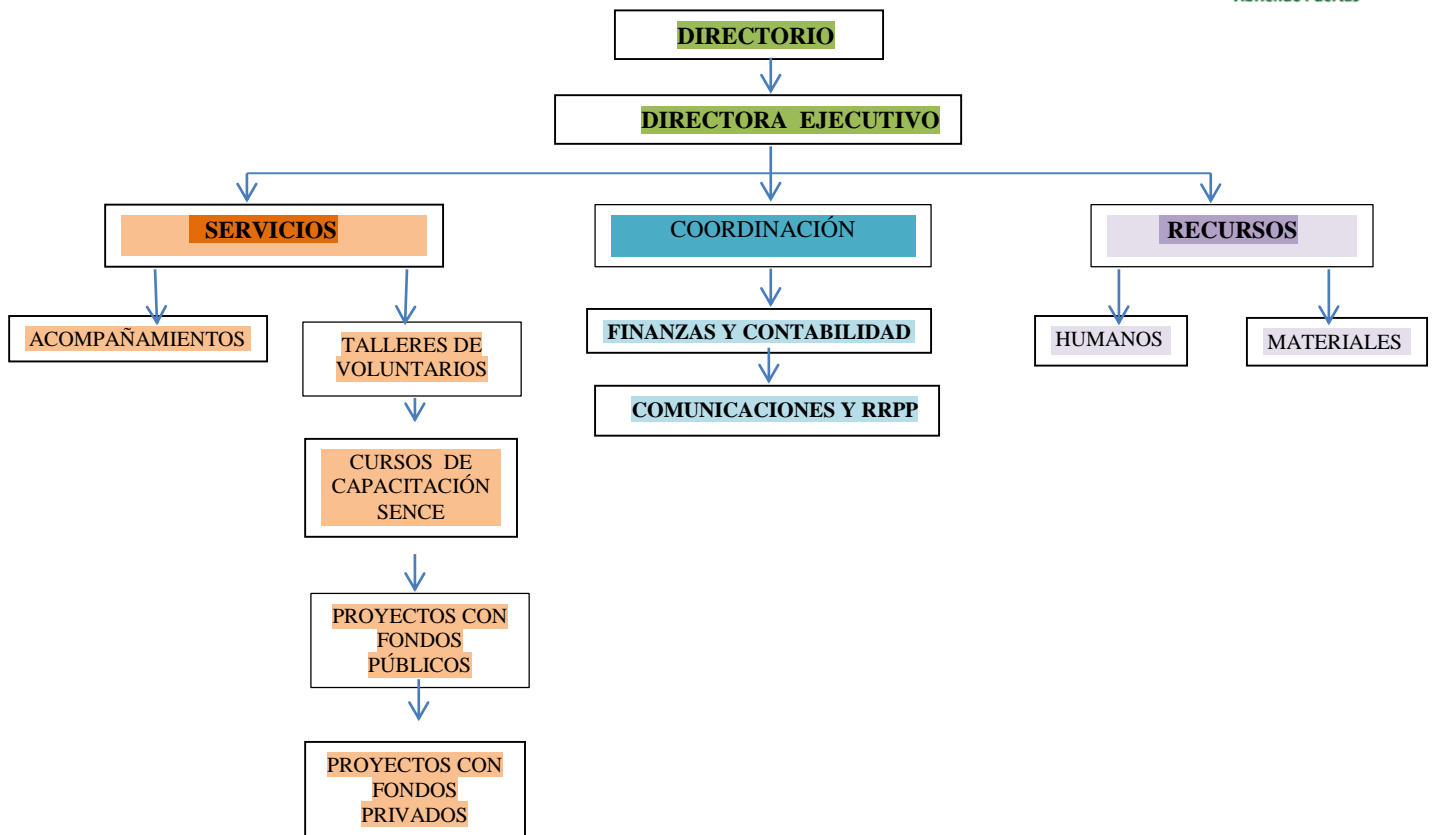 DIRECTORIO
DIRECTORA EJECUTIVO
SERVICIOS
COORDINACIÓN
RECURSOS
ACOMPAÑAMIENTOS
TALLERES DE
VOLUNTARIOS
FINANZAS Y CONTABILIDAD
HUMANOS
MATERIALES
COMUNICACIONES Y RRPP
CURSOS DE
CAPACITACIÓN
SENCE
PROYECTOS CON
FONDOS
PÚBLICOS
PROYECTOS CON
FONDOS
PRIVADOS